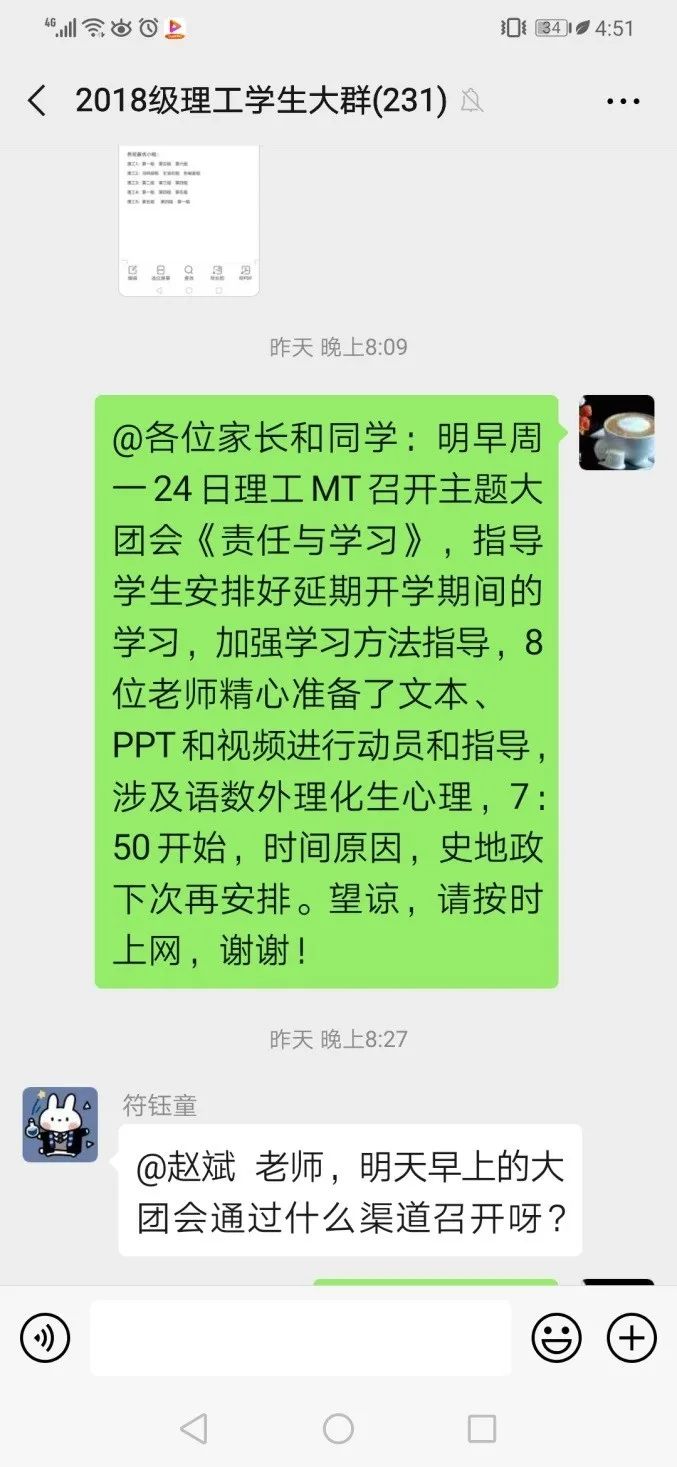 4G 34 4:51
2018级理工学生大群(231)
昨天 晚上8:09
@各位家长和同学：明早周
一24日理工MT召开主题大
团会《责任与学习》，指导
学生安排好延期开学期间的
学习，加强学习方法指导，8
位老师精心准备了文本、
PPT和视频进行动员和指导，
涉及语数外理化生心理，7：
50开始，时间原因，史地政
下次再安排。望谅，请按时
上网，谢谢！
昨天 晚上8:27
符钰童
@赵斌 老师，明天早上的大
团会通过什么渠道召开呀？